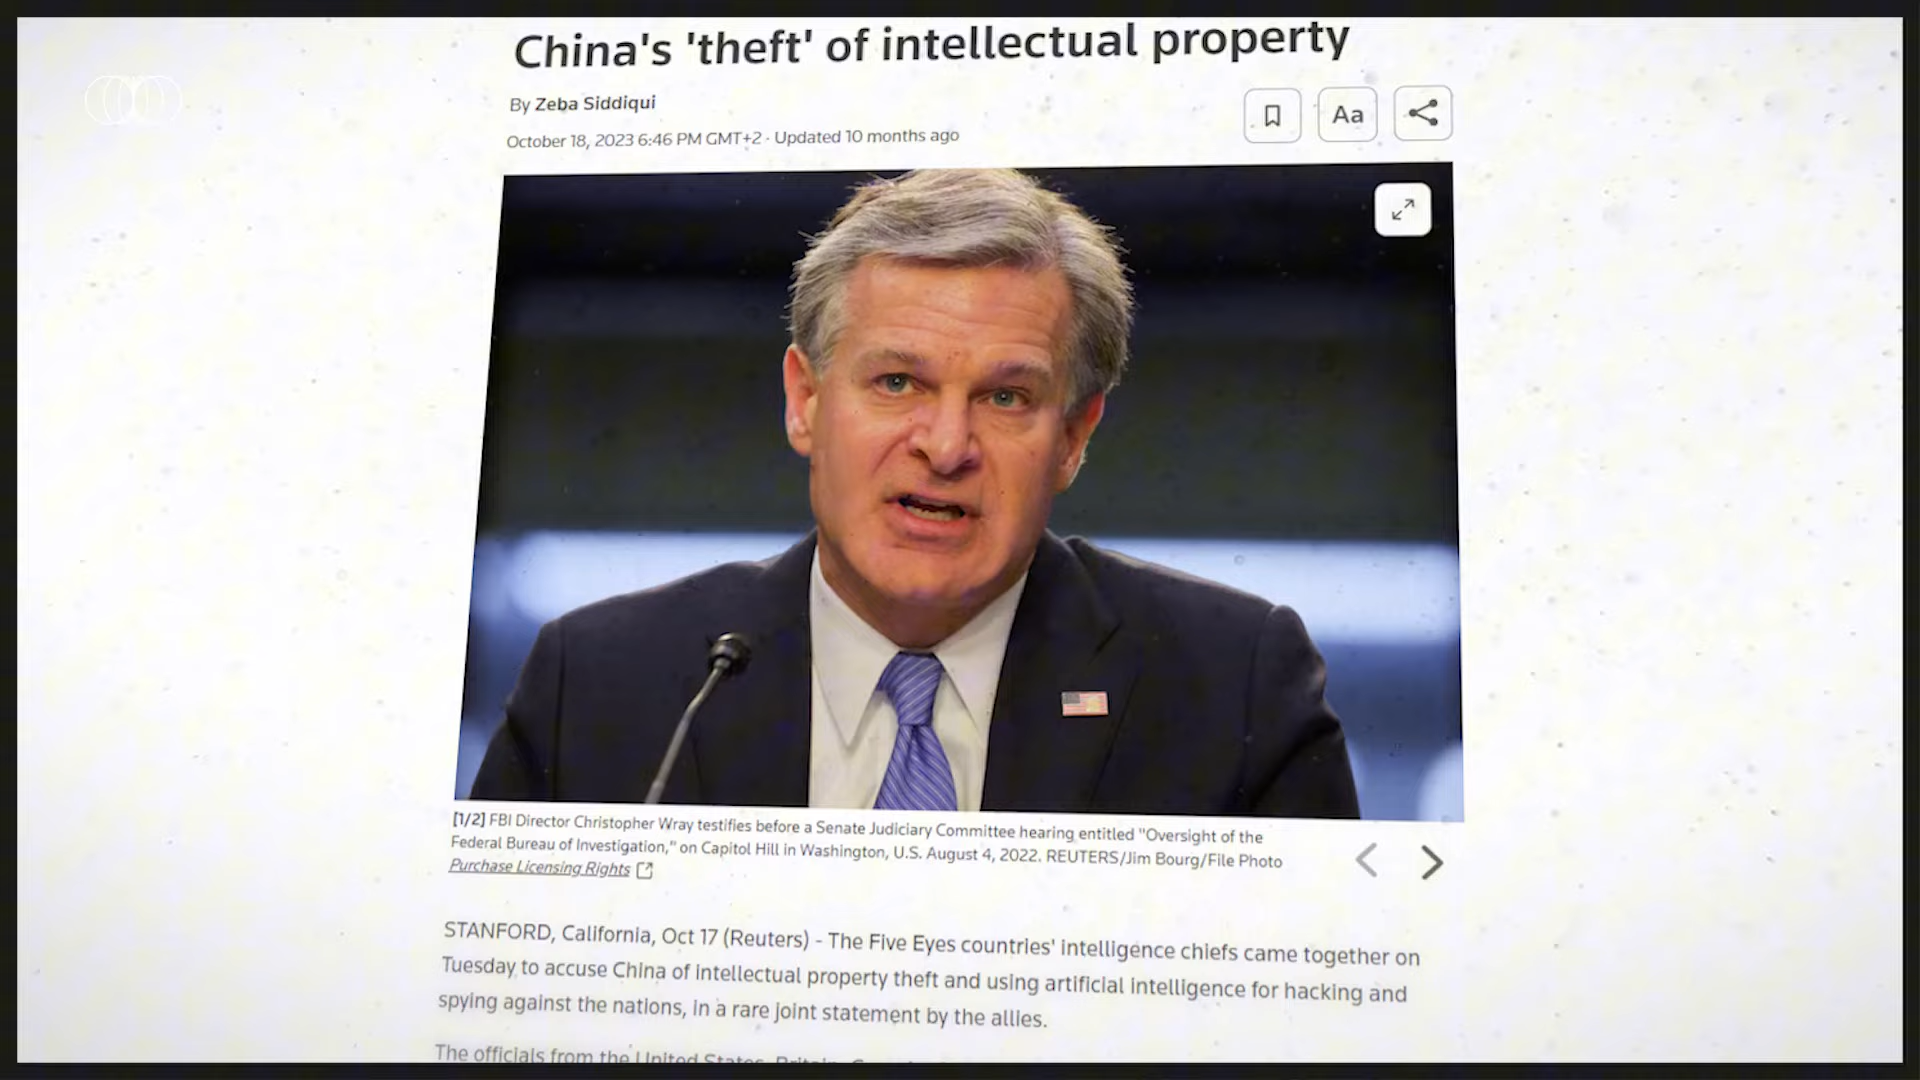 China's 'theft' of intellectual property
By Zeba Siddiqui
October 18, 2023 6:46 PM GMT+2 · Updated 10 months ago
Aa
[1/2] FBI Director Christopher Wray testifies before a Senate Judiciary Committee hearing entitled "Oversight of the
Federal Bureau of Investigation," on Capitol Hill in Washington, U.S. August 4, 2022. REUTERS/Jim Bourg/File Photo
Purchase Licensing Rights
STANFORD, California, Oct 17 (Reuters) - The Five Eyes countries' intelligence chiefs came together on
Tuesday to accuse China of intellectual property theft and using artificial intelligence for hacking and
spying against the nations, in a rare joint statement by the allies.
The officials from the United States, Britain,